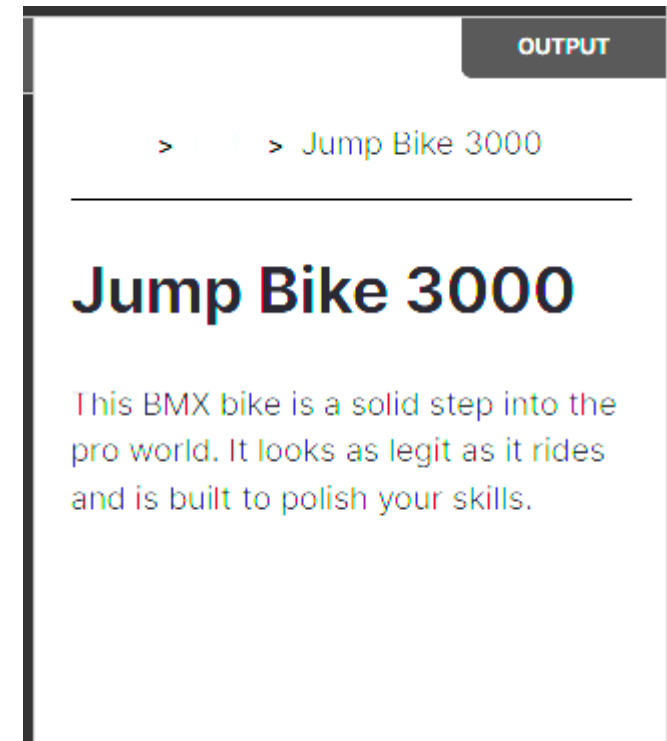 OUTPUT
> > Jump Bike 3000
Jump Bike 3000
This BMX bike is a solid step into the
pro world. It looks as legit as it rides
and is built to polish your skills.